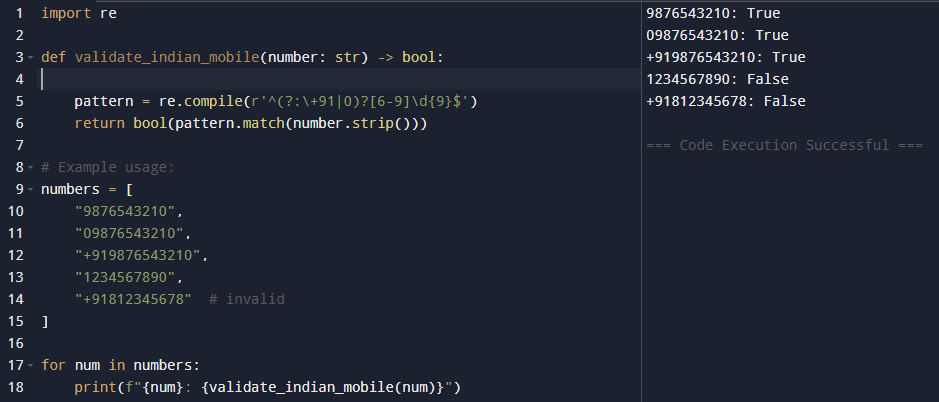 1 import re
2
3 def validate_indian_mobile(number: str) -> bool:
4
5     pattern = re.compile(r'^(?:\+91|0)?[6-9]\d{9}$')
6     return bool(pattern.match(number.strip()))
7
8 # Example usage:
9 numbers = [
10     "9876543210",
11     "09876543210",
12     "+919876543210",
13     "1234567890",
14     "+91812345678"  # invalid
15 ]
16
17 for num in numbers:
18     print(f"{num}: {validate_indian_mobile(num)}")
9876543210: True
09876543210: True
+919876543210: True
1234567890: False
+91812345678: False
=== Code Execution Successful ===